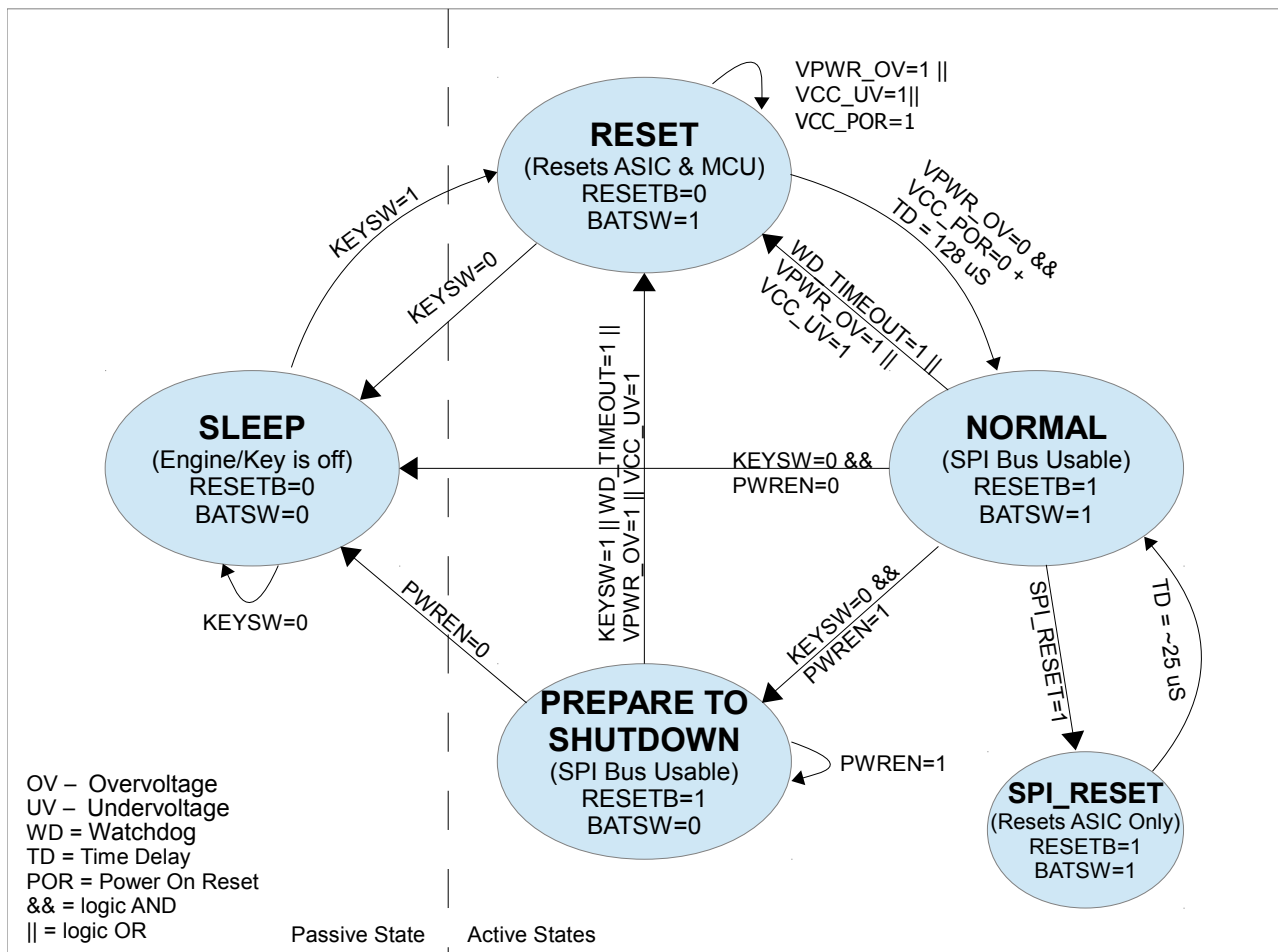 VPWR_OV=1 ||
VCC_UV=1||
VCC_POR=1
RESET
(Resets ASIC & MCU)
RESETB=0
BATSW=1
KEYSW=1
KEYSW=0
VPWR_OV=0 &&
VCC_POR=0 +
TD = 128 uS
WD_TIMEOUT=1 ||
VPWR_OV=1 ||
VCC_UV=1
SLEEP
(Engine/Key is off)
RESETB=0
BATSW=0
KEYSW=0
NORMAL
(SPI Bus Usable)
RESETB=1
BATSW=1
KEYSW=0 &&
PWREN=0
KEYSW=1 || WD_TIMEOUT=1 ||
VPWR_OV=1 || VCC_UV=1
PWREN=0
KEYSW=0 &&
PWREN=1
SPI_RESET=1
TD = ~25 uS
PREPARE TO
SHUTDOWN
(SPI Bus Usable)
RESETB=1
BATSW=0
PWREN=1
SPI_RESET
(Resets ASIC Only)
RESETB=1
BATSW=1
OV – Overvoltage
UV – Undervoltage
WD = Watchdog
TD = Time Delay
POR = Power On Reset
&& = logic AND
|| = logic OR
Passive State
Active States